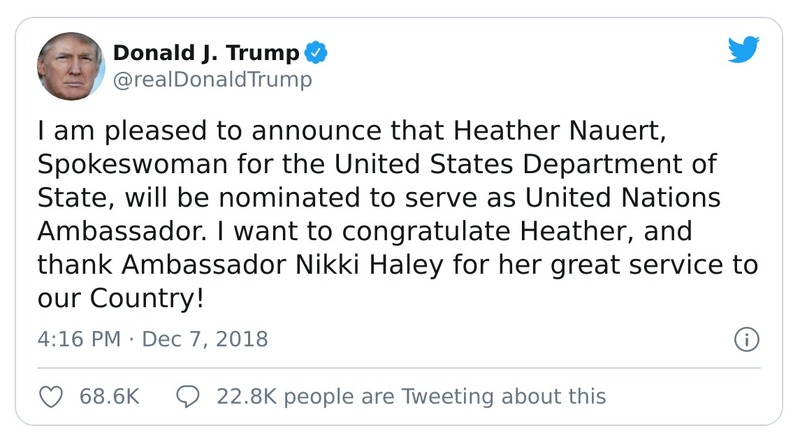 Donald J. Trump
@realDonaldTrump
I am pleased to announce that Heather Nauert,
Spokeswoman for the United States Department of
State, will be nominated to serve as United Nations
Ambassador. I want to congratulate Heather, and
thank Ambassador Nikki Haley for her great service to
our Country!
4:16 PM · Dec 7, 2018
68.6K 22.8K people are Tweeting about this